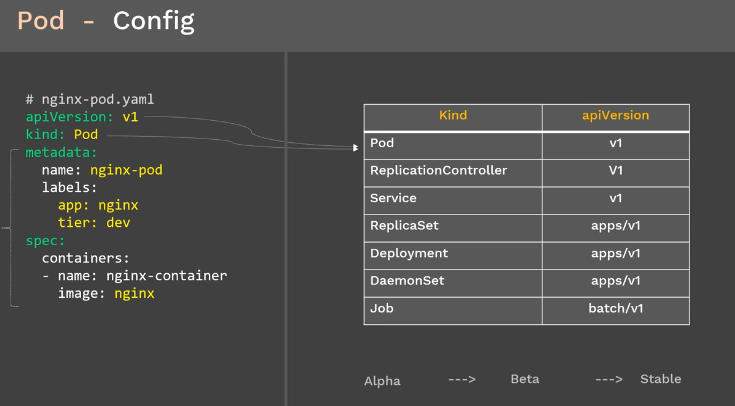 Pod - Config
# nginx-pod.yaml
apiVersion: v1
kind: Pod
metadata:
  name: nginx-pod
  labels:
    app: nginx
    tier: dev
spec:
  containers:
  - name: nginx-container
    image: nginx
Kind apiVersion
Pod v1
ReplicationController V1
Service v1
ReplicaSet apps/v1
Deployment apps/v1
DaemonSet apps/v1
Job batch/v1
Alpha ---> Beta ---> Stable